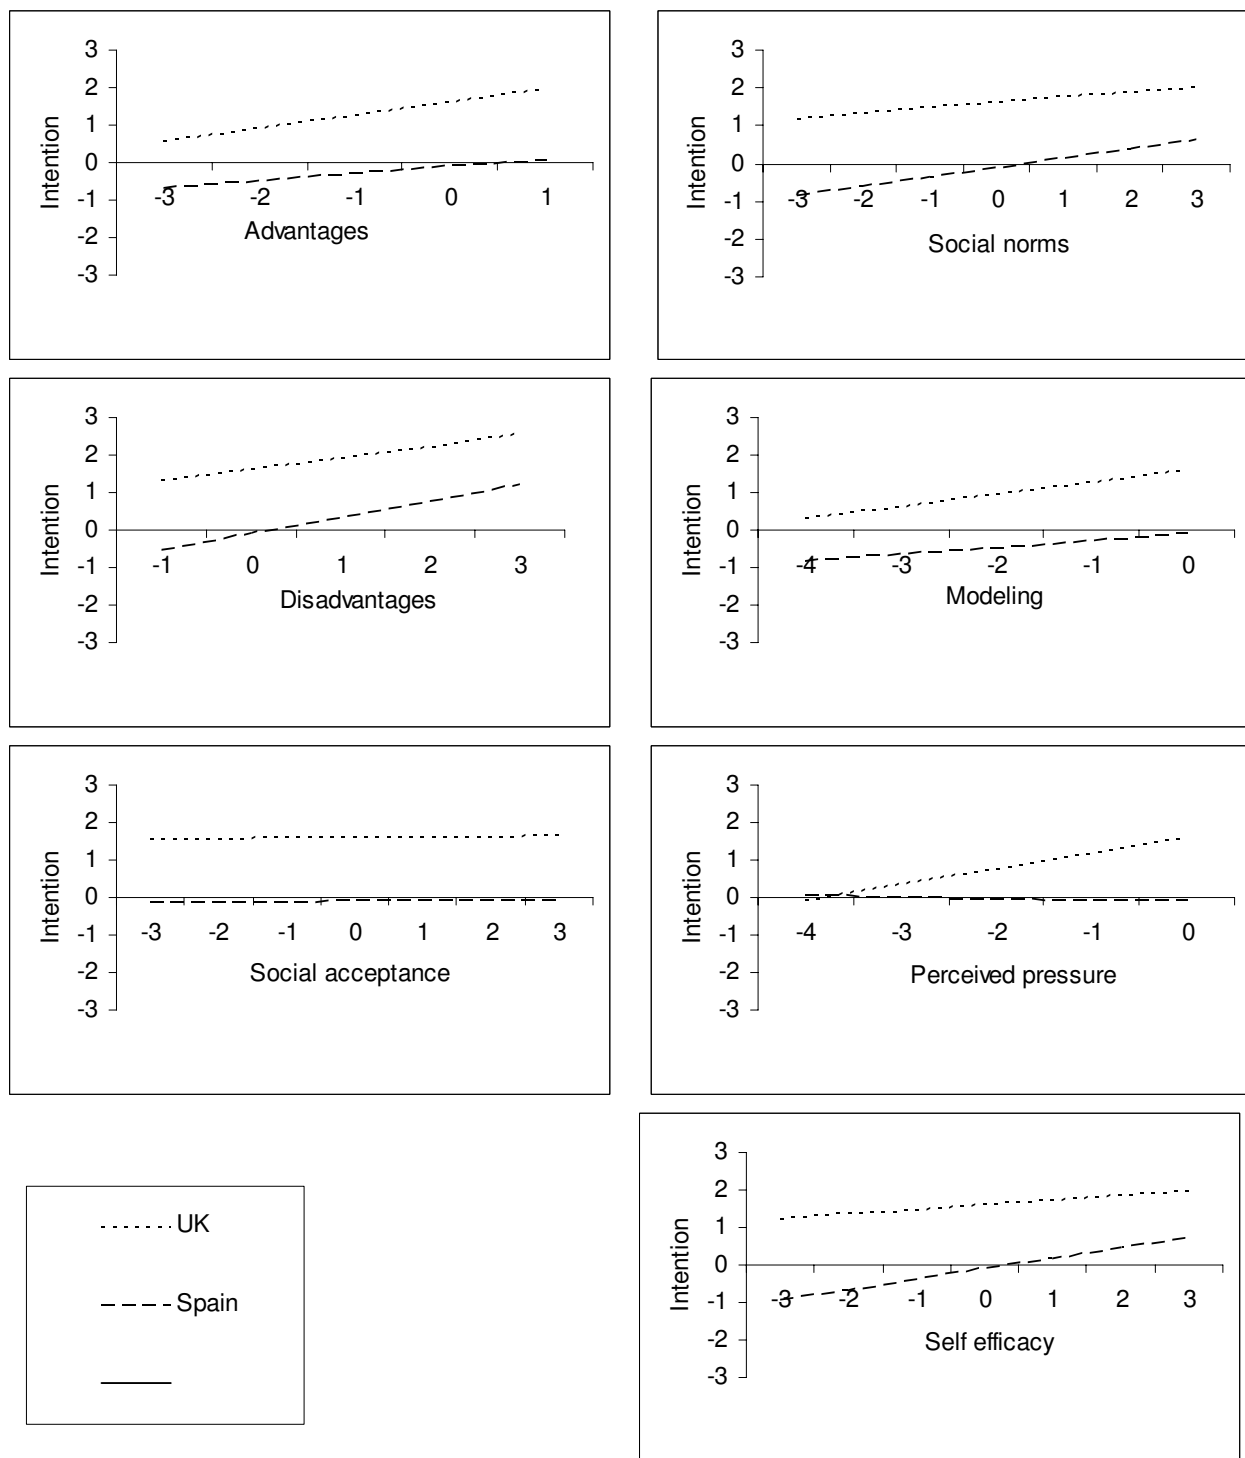 3
2
1
0
-1
-2
-3
Intention
-3 -2 -1 0 1
Advantages
3
2
1
0
-1
-2
-3
Intention
-3 -2 -1 0 1 2 3
Social norms
3
2
1
0
-1
-2
-3
Intention
-1 0 1 2 3
Disadvantages
3
2
1
0
-1
-2
-3
Intention
-4 -3 -2 -1 0
Modeling
3
2
1
0
-1
-2
-3
Intention
-3 -2 -1 0 1 2 3
Social acceptance
3
2
1
0
-1
-2
-3
Intention
-4 -3 -2 -1 0
Perceived pressure
UK
Spain
3
2
1
0
-1
-2
-3
Intention
-3 -2 -1 0 1 2 3
Self efficacy